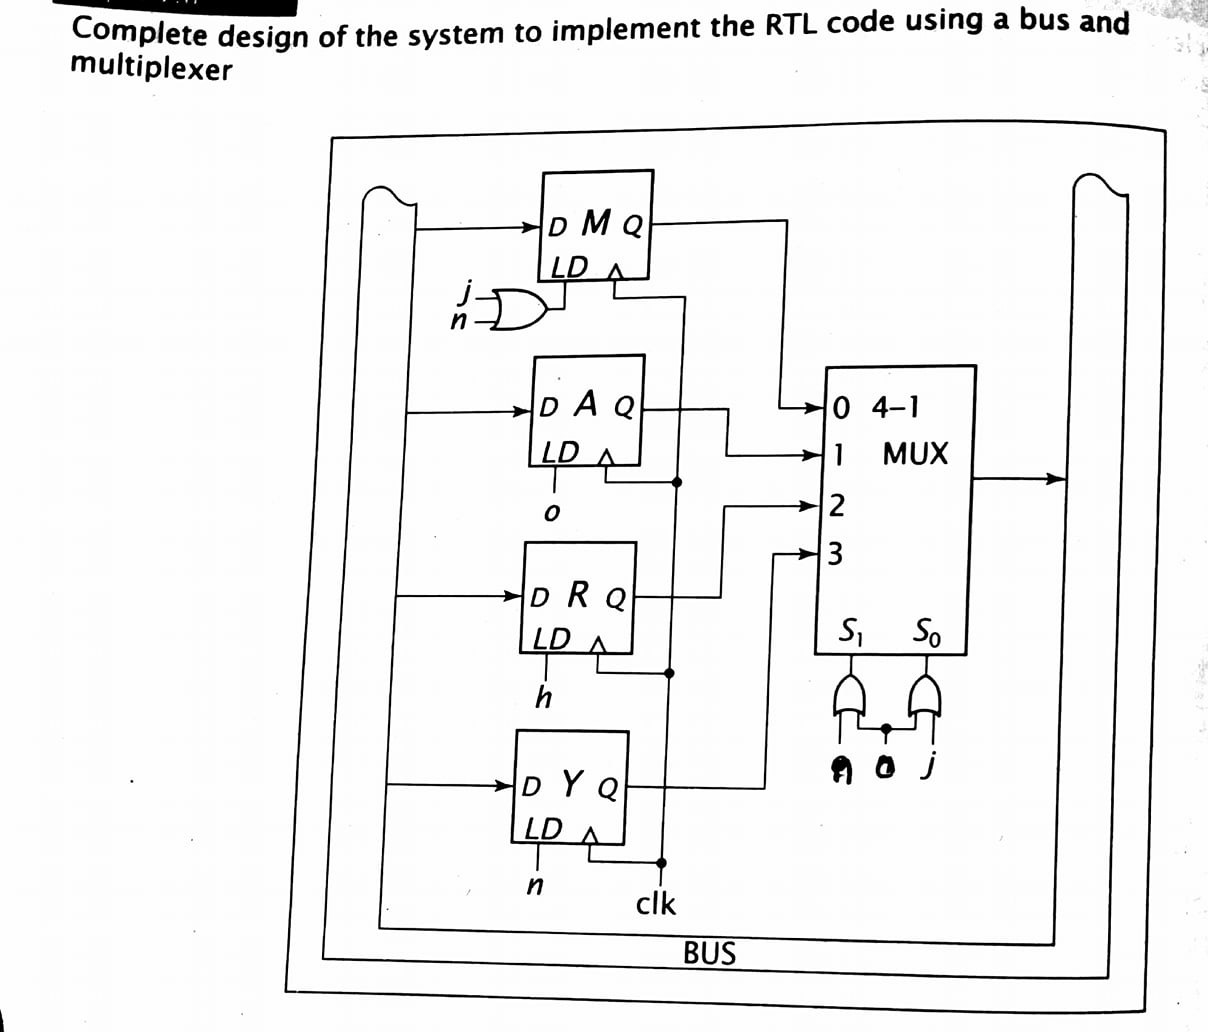 Complete design of the system to implement the RTL code using a bus and
multiplexer
D M Q
LD
j
n
D A Q
LD
o
0 4-1
1 MUX
2
3
D R Q
LD
h
S₁ S₀
o j
D Y Q
LD
n
clk
BUS